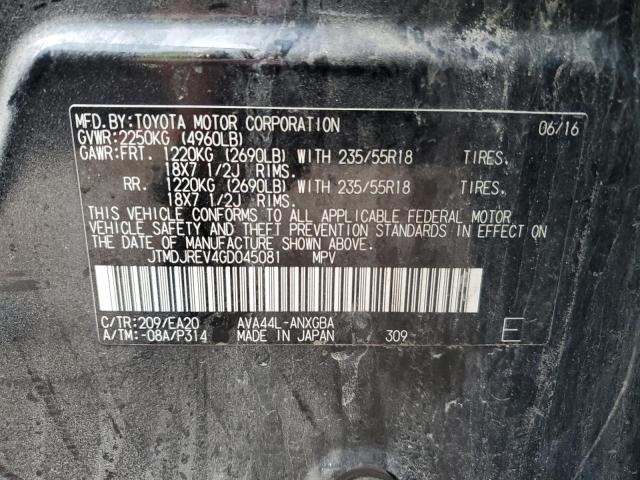 MFD.BY:TOYOTA MOTOR CORPORATION 06/16
GVWR:2250KG (4960LB)
GAWR:FRT. 1220KG (2690LB) WITH 235/55R18 TIRES.
18X7 1/2J RIMS.
RR. 1220KG (2690LB) WITH 235/55R18 TIRES.
18X7 1/2J RIMS.
THIS VEHICLE CONFORMS TO ALL APPLICABLE FEDERAL MOTOR
VEHICLE SAFETY AND THEFT PREVENTION STANDARDS IN EFFECT ON
THE DATE OF MANUFACTURE SHOWN ABOVE.
JTMDJREV4GD045081 MPV
C/TR:209/EA20 AVA44L-ANXGBA
A/TM:-08A/P314 MADE IN JAPAN 309 E